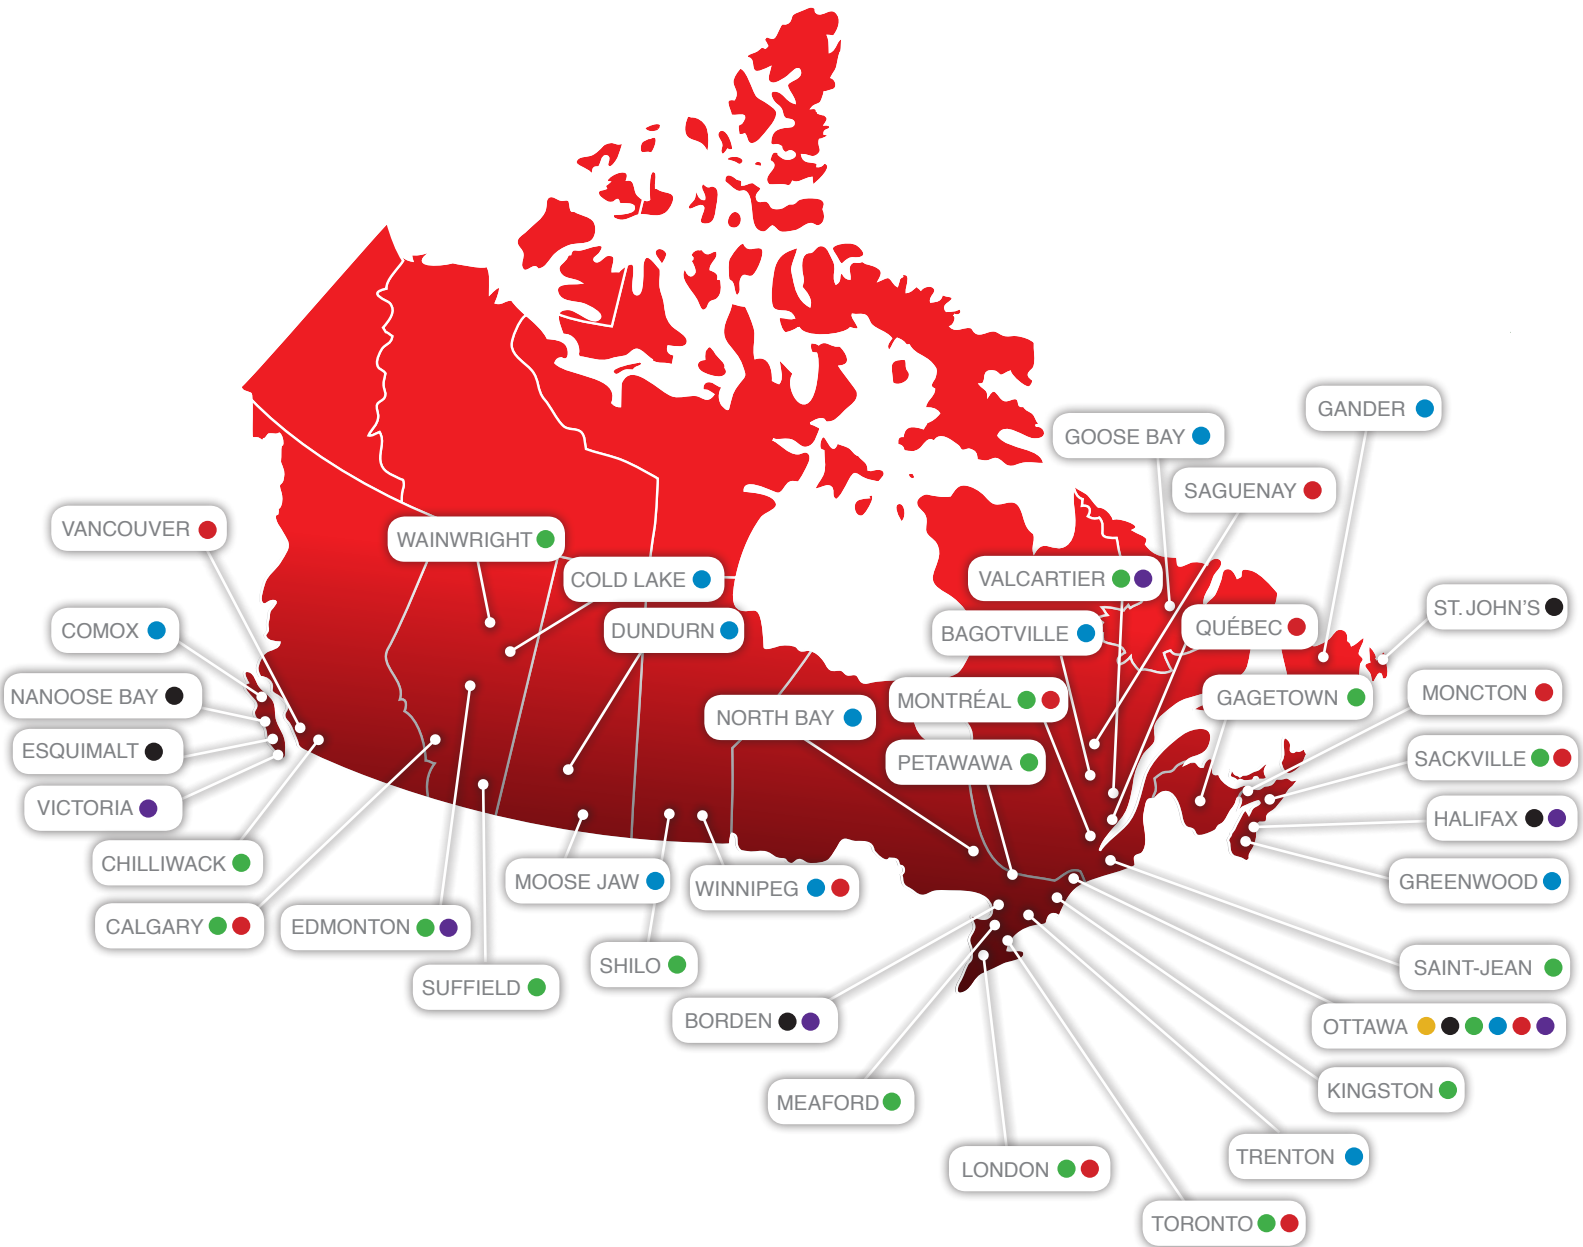 GANDER
GOOSE BAY
SAGUENAY
VANCOUVER
WAINWRIGHT
COLD LAKE
VALCARTIER
ST. JOHN'S
COMOX
DUNDURN
BAGOTVILLE
QUÉBEC
NANOOSE BAY
MONTRÉAL
GAGETOWN
MONCTON
NORTH BAY
ESQUIMALT
PETAWAWA
SACKVILLE
VICTORIA
HALIFAX
CHILLIWACK
MOOSE JAW
WINNIPEG
GREENWOOD
CALGARY
EDMONTON
SHILO
SAINT-JEAN
SUFFIELD
BORDEN
OTTAWA
MEAFORD
KINGSTON
LONDON
TRENTON
TORONTO